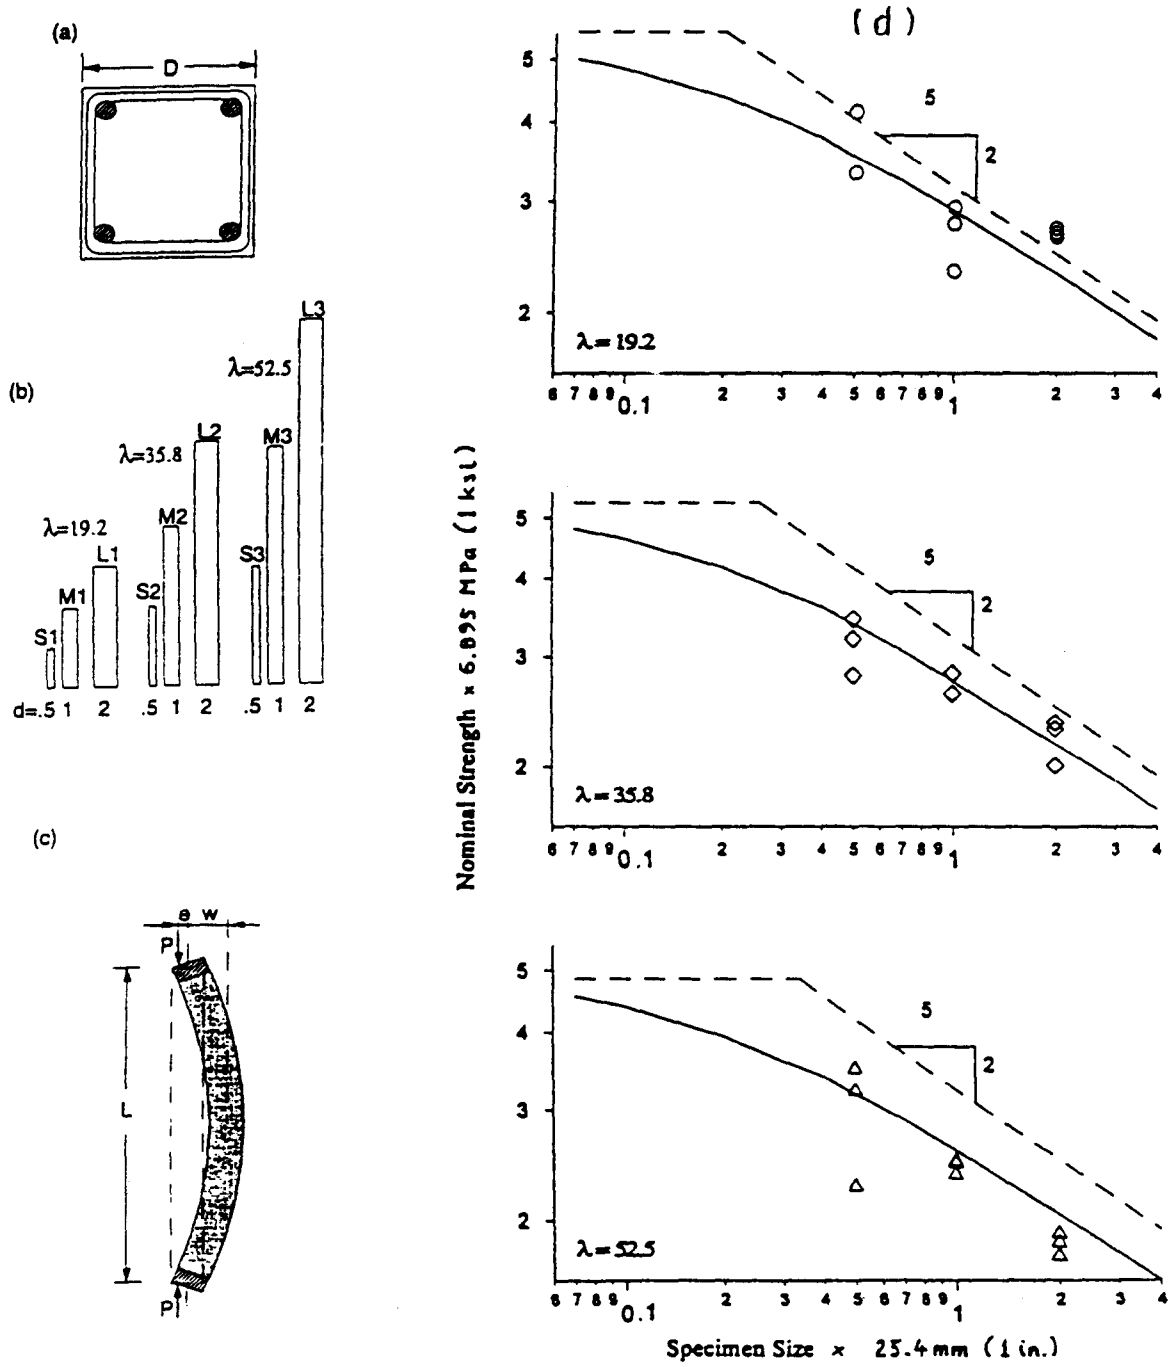 (a)
D
(b)
λ=19.2
S1
M1
L1
λ=35.8
S2
M2
L2
λ=52.5
S3
M3
L3
d=.5 1 2
.5 1 2
.5 1 2
(c)
e w
P
L
P
(d)
5
4
3
2
5
2
λ=19.2
6 7 8 9 0.1 2 3 4 5 6 7 8 9 1 2 3 4
5
4
3
2
5
2
λ=35.8
6 7 8 9 0.1 2 3 4 5 6 7 8 9 1 2 3 4
5
4
3
2
5
2
λ=52.5
6 7 8 9 0.1 2 3 4 5 6 7 8 9 1 2 3 4
Nominal Strength × 6.895 MPa (1 ksi)
Specimen Size × 25.4 mm (1 in.)